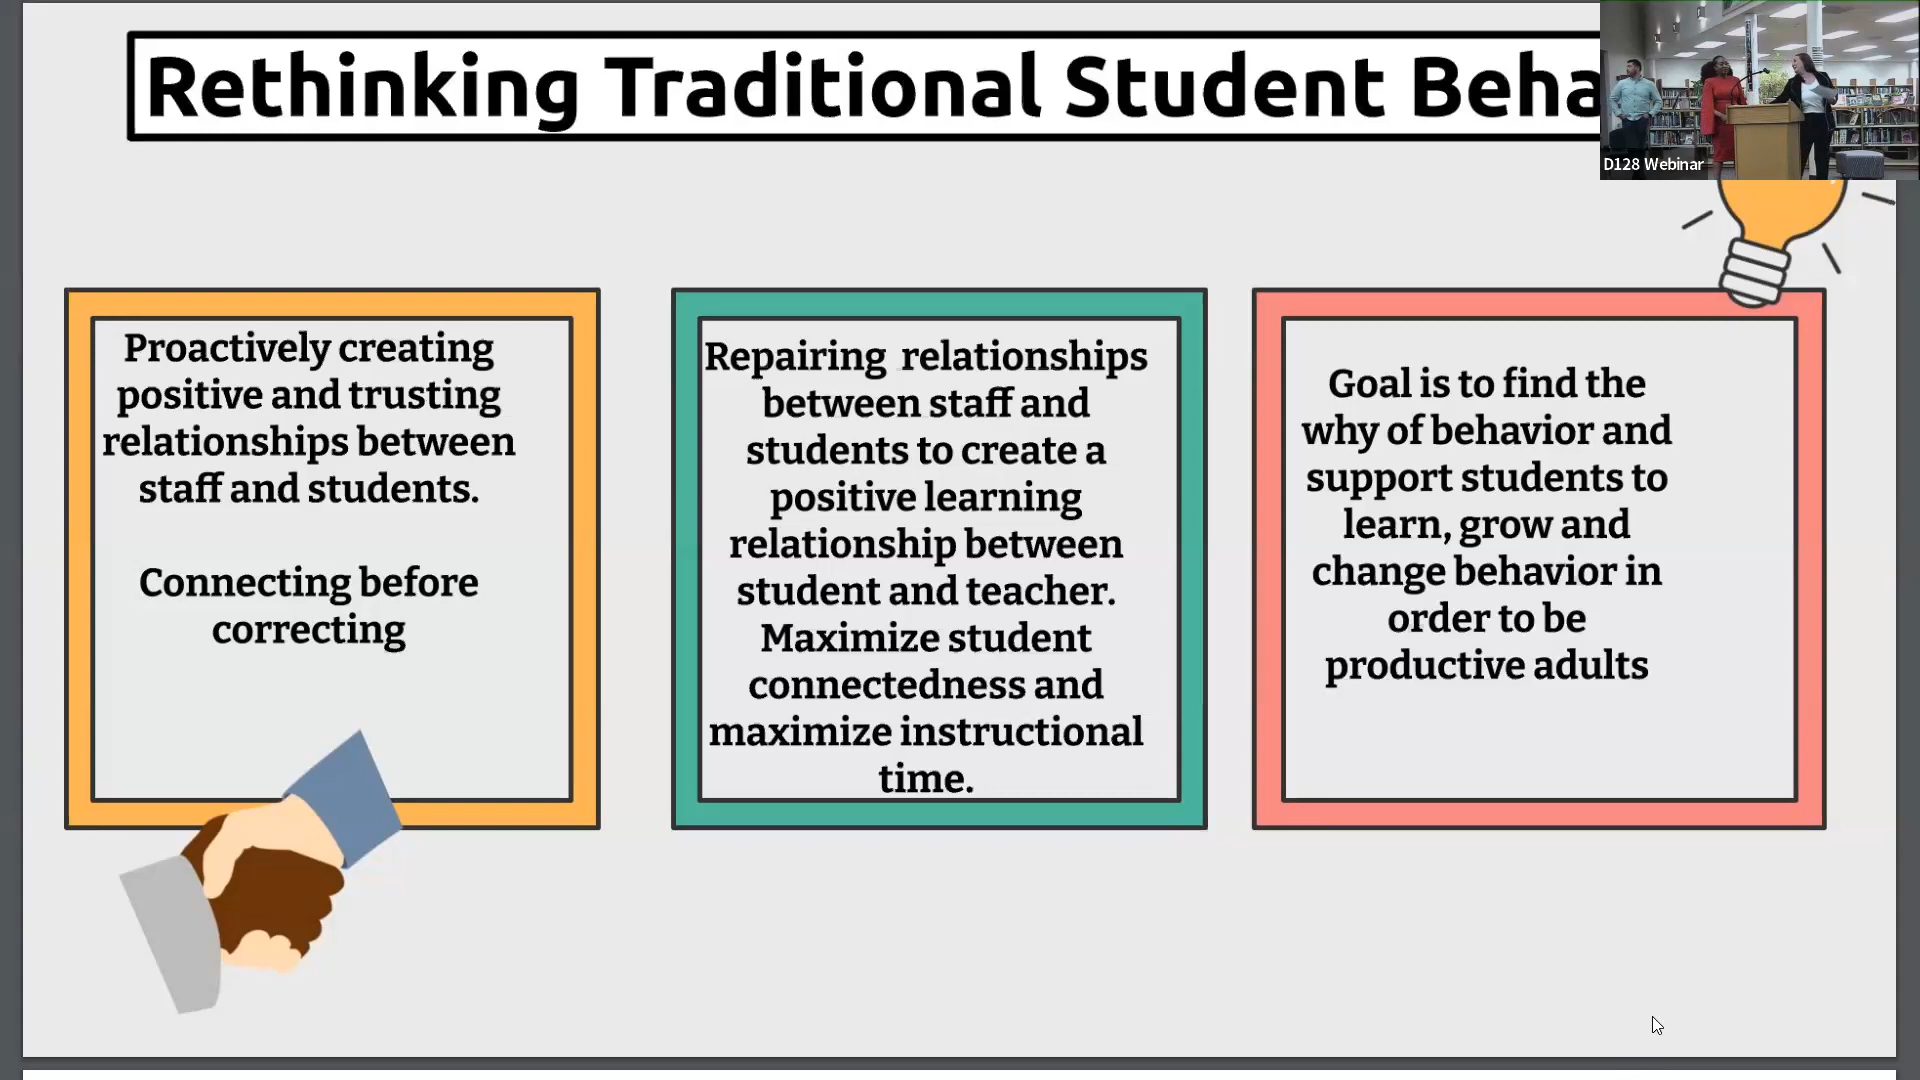 Rethinking Traditional Student Beha
D128 Webinar
Proactively creating
positive and trusting
relationships between
staff and students.
Connecting before
correcting
Repairing relationships
between staff and
students to create a
positive learning
relationship between
student and teacher.
Maximize student
connectedness and
maximize instructional
time.
Goal is to find the
why of behavior and
support students to
learn, grow and
change behavior in
order to be
productive adults